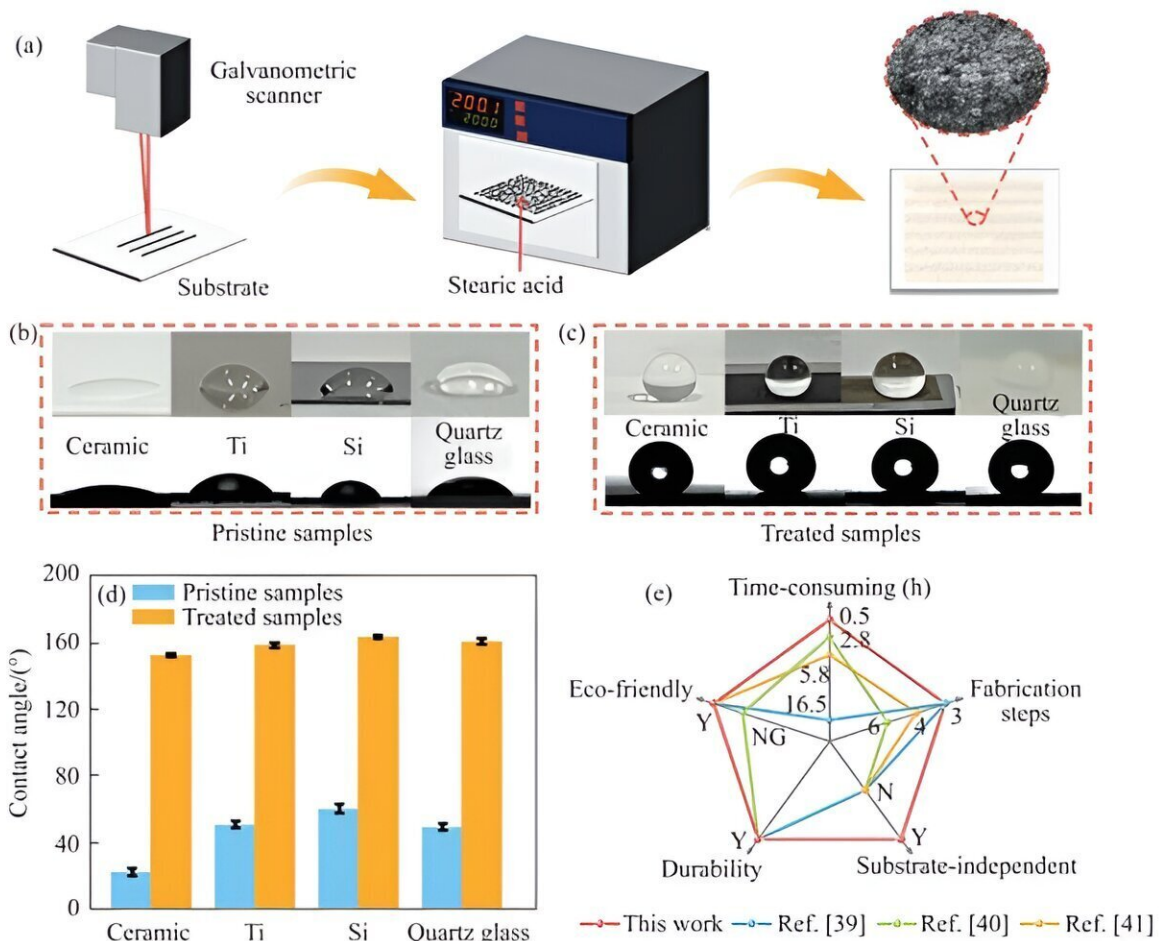 (a)
Galvanometric
scanner
Substrate
200.1
2000
Stearic acid
(b)
Ceramic
Ti
Si
Quartz
glass
Pristine samples
(c)
Ceramic
Ti
Si
Quartz
glass
Treated samples
(d)
Pristine samples
Treated samples
Contact angle/(°)
200
160
120
80
40
0
Ceramic
Ti
Si
Quartz glass
(e)
Time-consuming (h)
0.5
2.8
5.8
16.5
Eco-friendly
Y
NG
Fabrication
steps
3
4
6
N
Y
Y
Durability
Substrate-independent
This work
Ref. [39]
Ref. [40]
Ref. [41]